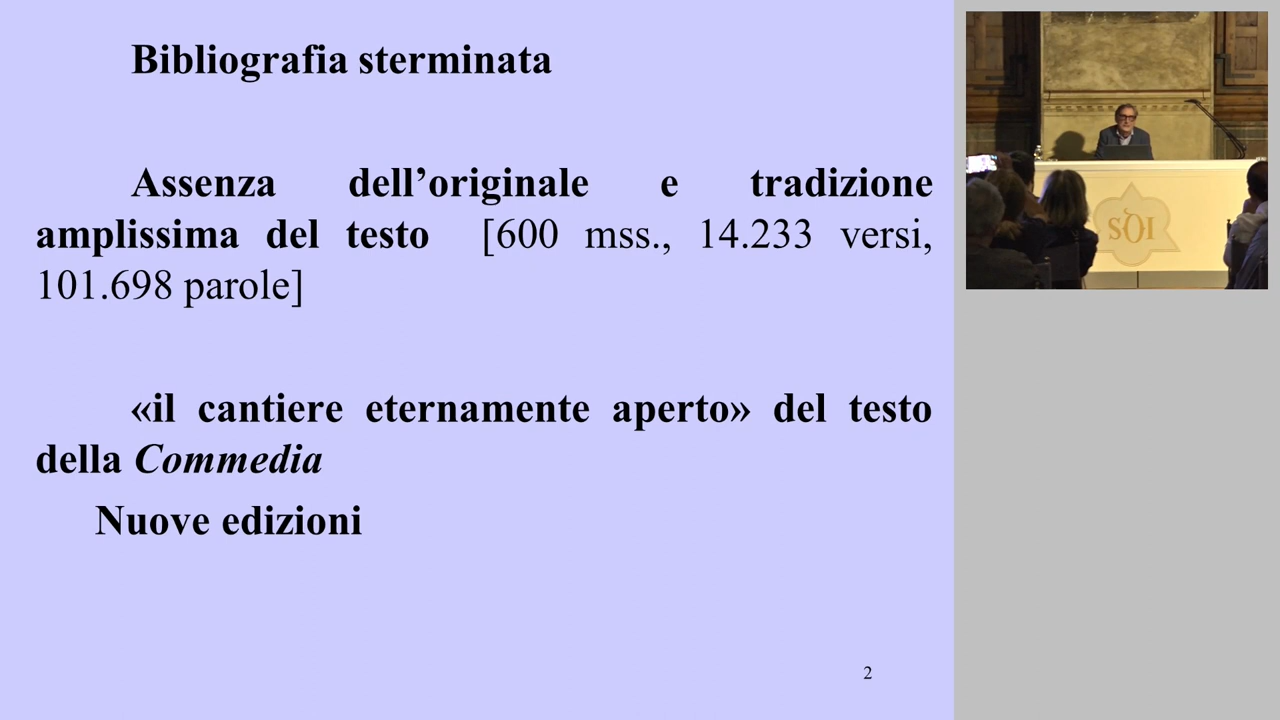 Bibliografia sterminata
Assenza dell’originale e tradizione
amplissima del testo [600 mss., 14.233 versi,
101.698 parole]
«il cantiere eternamente aperto» del testo
della Commedia
Nuove edizioni
2
SDI